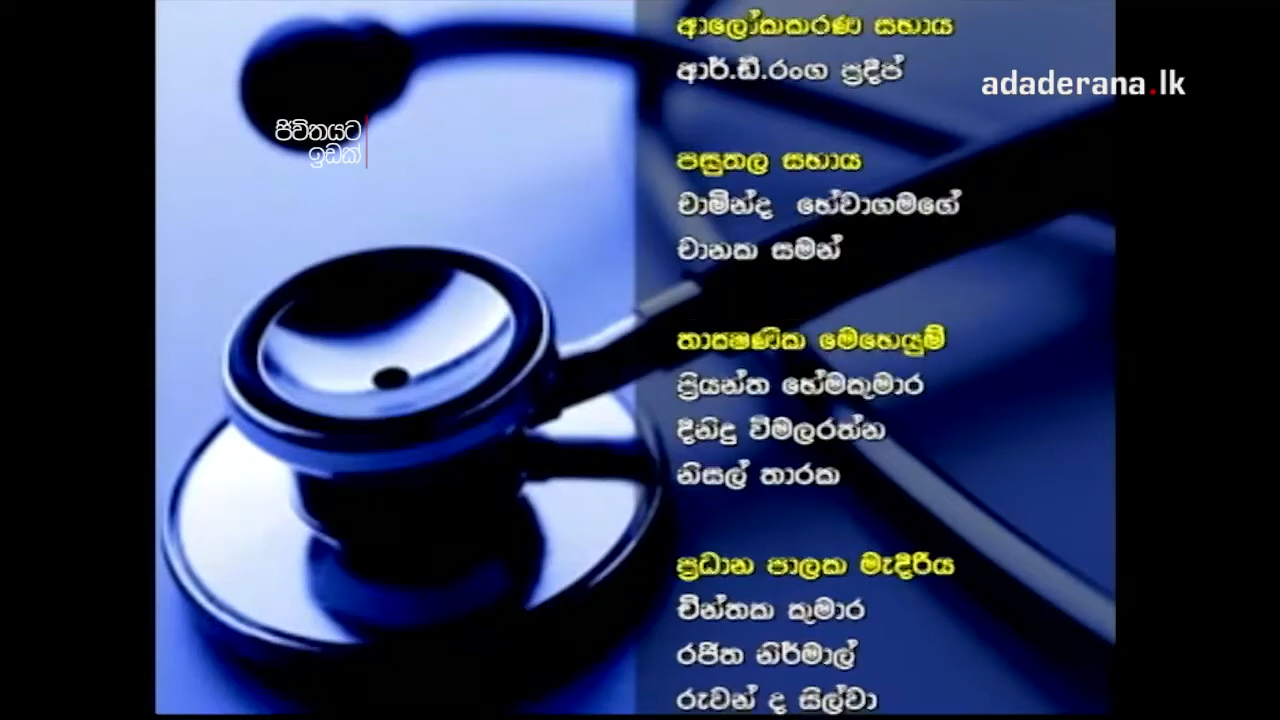 ජීවිතයට
ඉඩක්
adaderana.lk
ආලෝකකරණ සහාය
ආර්.ඩී.රංග ප්‍රදීප්
පසුතල සහාය
චාමින්ද හේවාගමගේ
චානක සමන්
තාක්‍ෂණික මෙහෙයුම්
ප්‍රියන්ත හේමකුමාර
දිනිදු විමලරත්න
නිසල් තාරක
ප්‍රධාන පාලක මැදිරිය
චින්තක කුමාර
රජිත නිර්මාල්
රුවන් ද සිල්වා